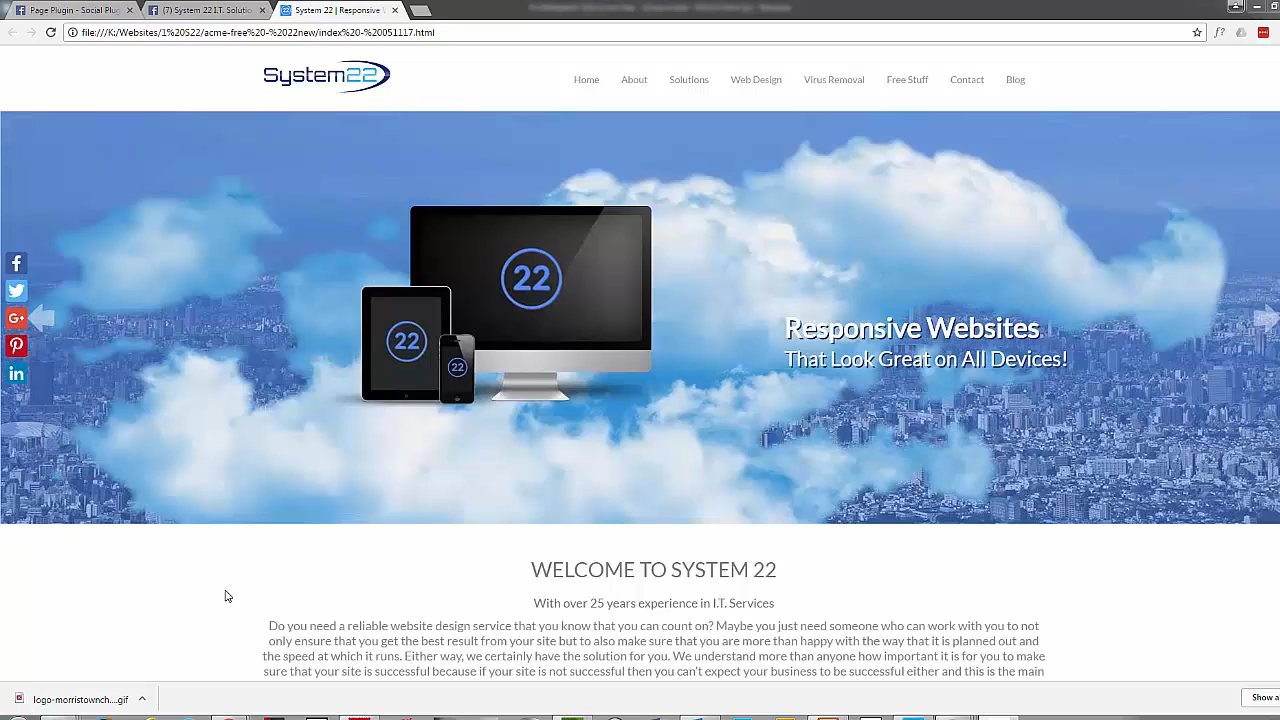 Page Plugin - Social Plug
(7) System 22 I.T. Solutio
System 22 | Responsive
file:///K:/Websites/1%20S22/acme-free%20-%2022new/index%20-%20051117.html
System22
Home About Solutions Web Design Virus Removal Free Stuff Contact Blog
22
22
22
Responsive Websites
That Look Great on All Devices!
WELCOME TO SYSTEM 22
With over 25 years experience in I.T. Services
Do you need a reliable website design service that you know that you can count on? Maybe you just need someone who can work with you to not
only ensure that you get the best result from your site but to also make sure that you are more than happy with the way that it is planned out and
the speed at which it runs. Either way, we certainly have the solution for you. We understand more than anyone how important it is for you to make
sure that your site is successful because if your site is not successful then you can't expect your business to be successful either and this is the main
logo-morristownch....gif
Show a